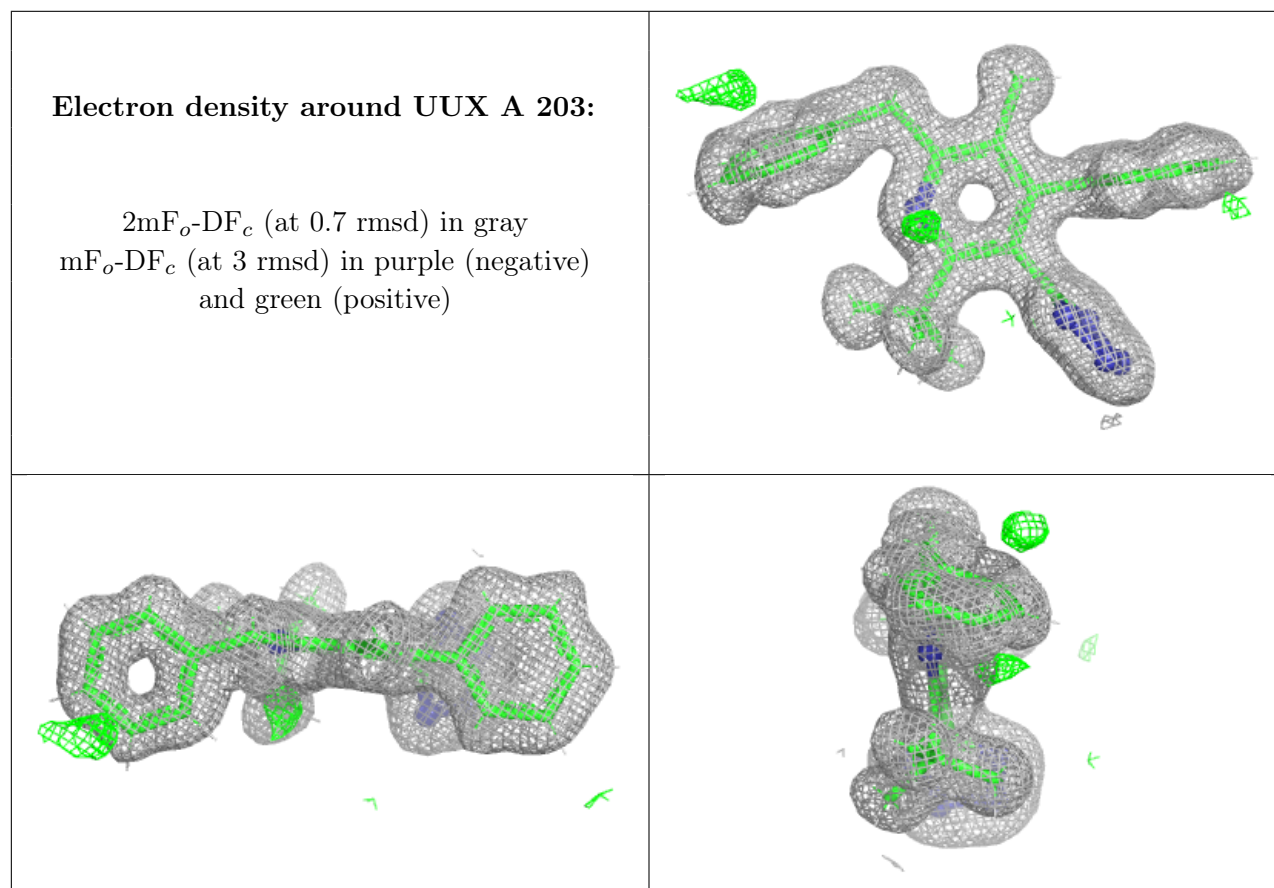 Electron density around UUX A 203:
2mFₒ-DF𝑐 (at 0.7 rmsd) in gray
mFₒ-DF𝑐 (at 3 rmsd) in purple (negative)
and green (positive)